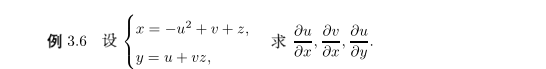 例 3.6 设 { x = −u² + v + z, y = u + vz, 求 ∂u/∂x, ∂v/∂x, ∂u/∂y.